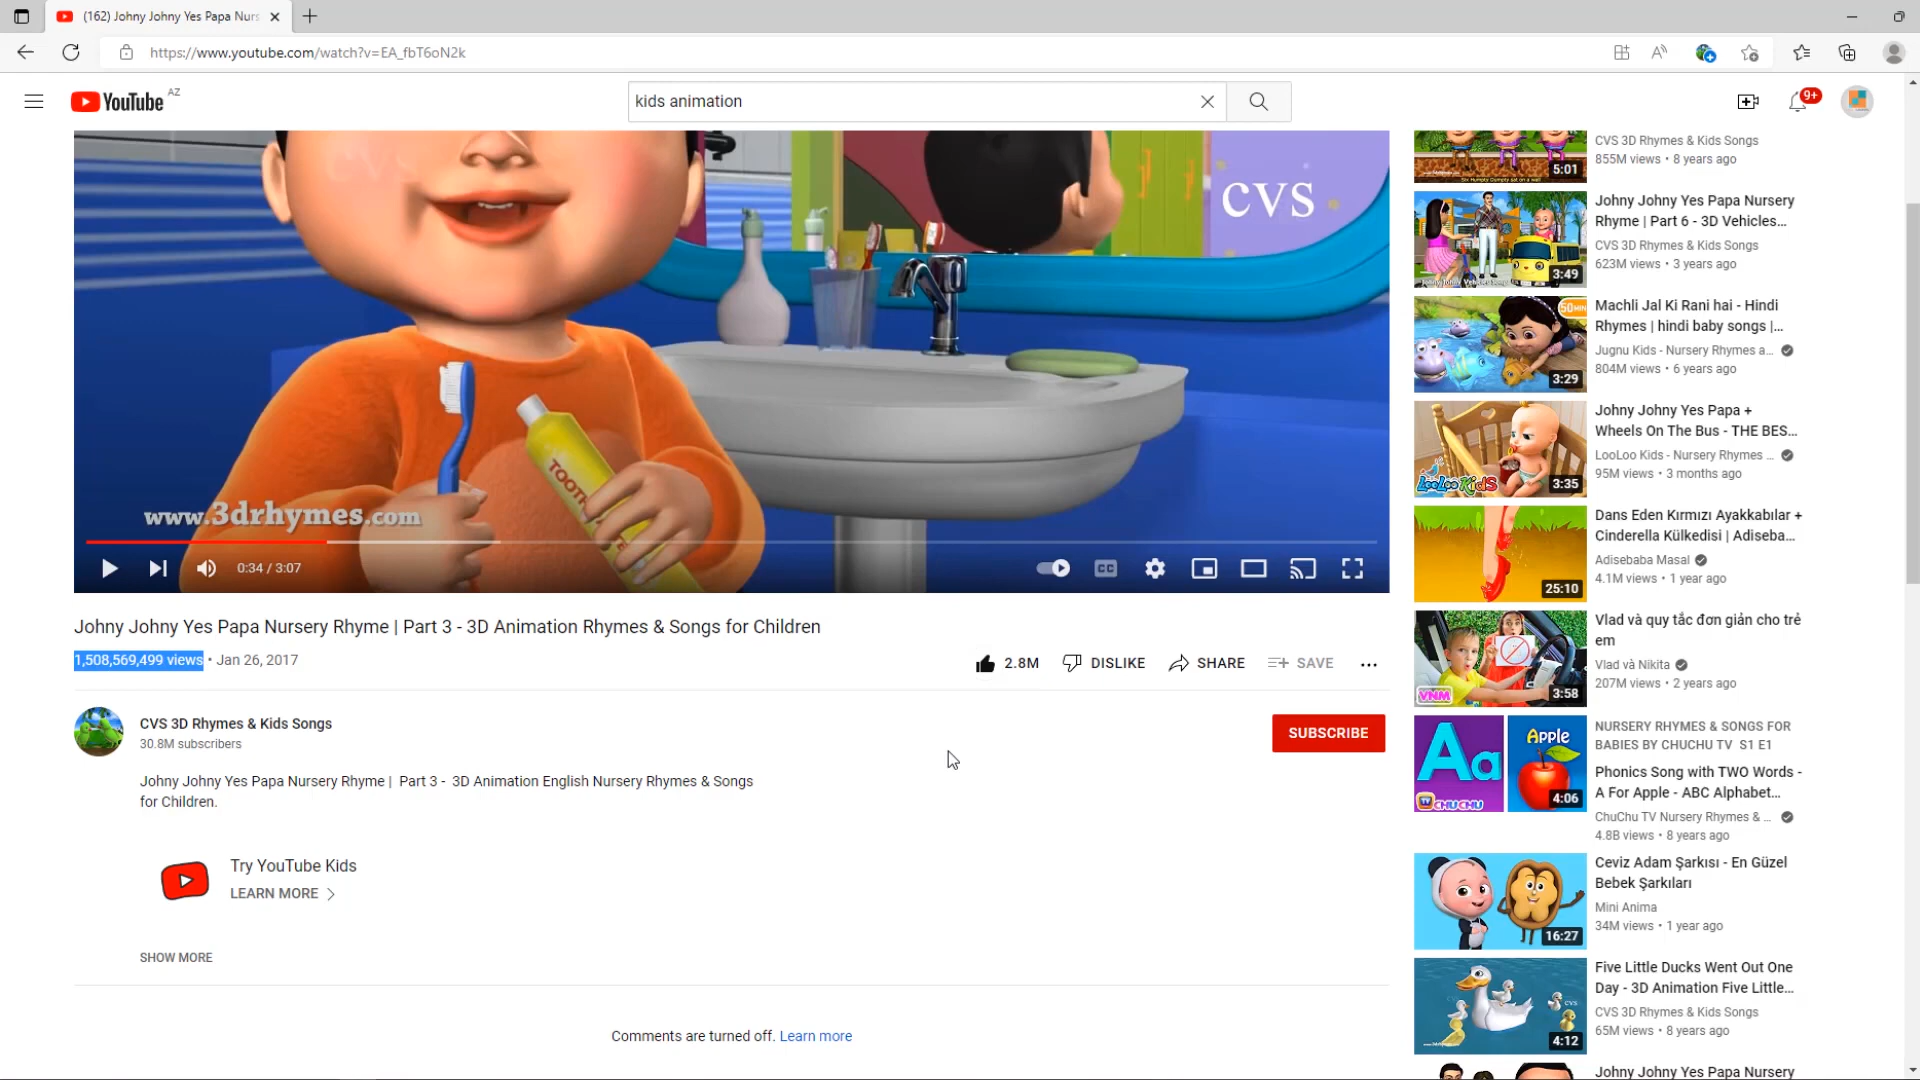 (162) Johny Johny Yes Papa Nurs
https://www.youtube.com/watch?v=EA_fbT6oN2k
YouTube AZ
kids animation
9+
CVS
www.3drhymes.com
TOOTH
0:34 / 3:07
CC
Johny Johny Yes Papa Nursery Rhyme | Part 3 - 3D Animation Rhymes & Songs for Children
1,508,569,499 views • Jan 26, 2017
2.8M DISLIKE SHARE SAVE
CVS 3D Rhymes & Kids Songs
30.8M subscribers
SUBSCRIBE
Johny Johny Yes Papa Nursery Rhyme | Part 3 - 3D Animation English Nursery Rhymes & Songs
for Children.
Try YouTube Kids
LEARN MORE
SHOW MORE
Comments are turned off. Learn more
CVS 3D Rhymes & Kids Songs
855M views • 8 years ago
5:01
Johny Johny Yes Papa Nursery
Rhyme | Part 6 - 3D Vehicles...
CVS 3D Rhymes & Kids Songs
623M views • 3 years ago
3:49
Machli Jal Ki Rani hai - Hindi
Rhymes | hindi baby songs |...
Jugnu Kids - Nursery Rhymes a...
804M views • 6 years ago
50MIN
3:29
Johny Johny Yes Papa +
Wheels On The Bus - THE BES...
LooLoo Kids - Nursery Rhymes ...
95M views • 3 months ago
LooLoo KidS
3:35
Dans Eden Kırmızı Ayakkabılar +
Cinderella Külkedisi | Adiseba...
Adisebaba Masal
4.1M views • 1 year ago
25:10
Vlad và quy tắc đơn giản cho trẻ
em
Vlad và Nikita
207M views • 2 years ago
VNM
3:58
NURSERY RHYMES & SONGS FOR
BABIES BY CHUCHU TV S1 E1
Phonics Song with TWO Words -
A For Apple - ABC Alphabet...
ChuChu TV Nursery Rhymes & ...
4.8B views • 8 years ago
Aa
Apple
TV CHUCHU
4:06
Ceviz Adam Şarkısı - En Güzel
Bebek Şarkıları
Mini Anima
34M views • 1 year ago
16:27
Five Little Ducks Went Out One
Day - 3D Animation Five Little...
CVS 3D Rhymes & Kids Songs
65M views • 8 years ago
4:12
Johny Johny Yes Papa Nursery